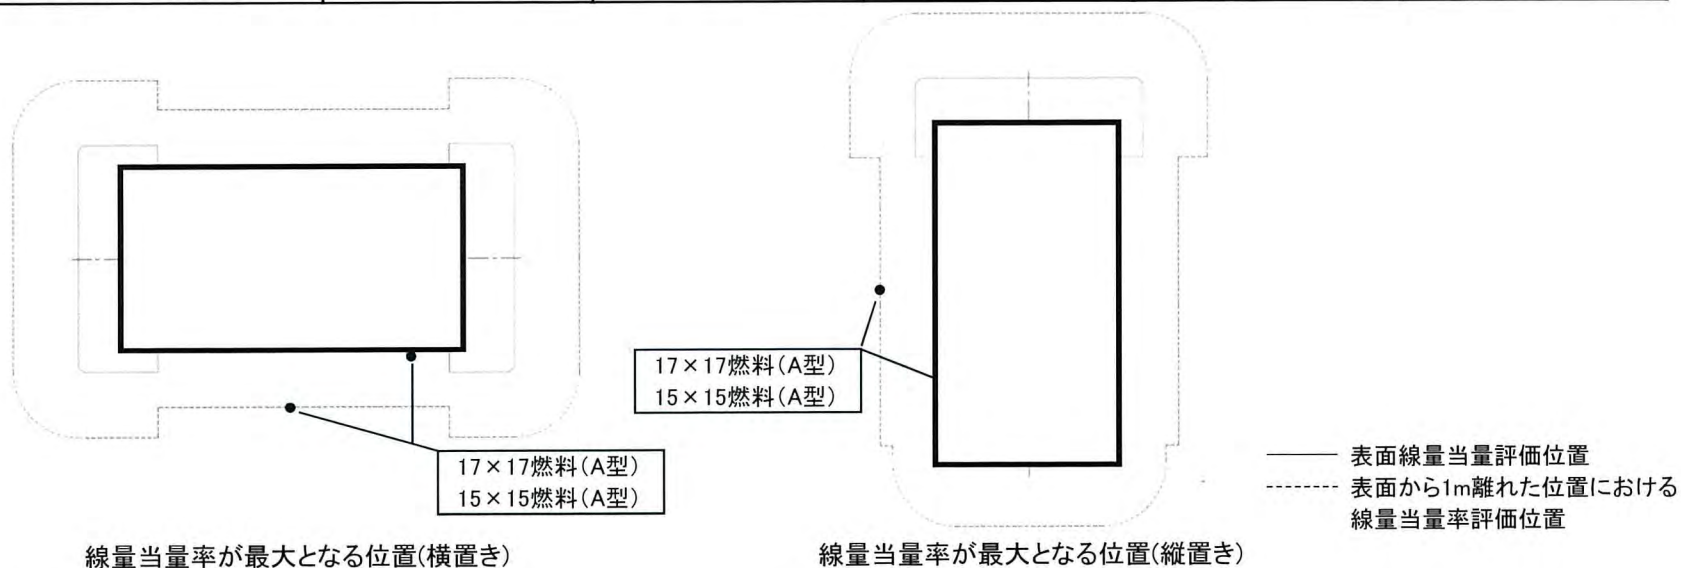 17×17燃料(A型)
15×15燃料(A型)
17×17燃料(A型)
15×15燃料(A型)
表面線量当量評価位置
表面から1m離れた位置における
線量当量率評価位置
線量当量率が最大となる位置(横置き)
線量当量率が最大となる位置(縦置き)